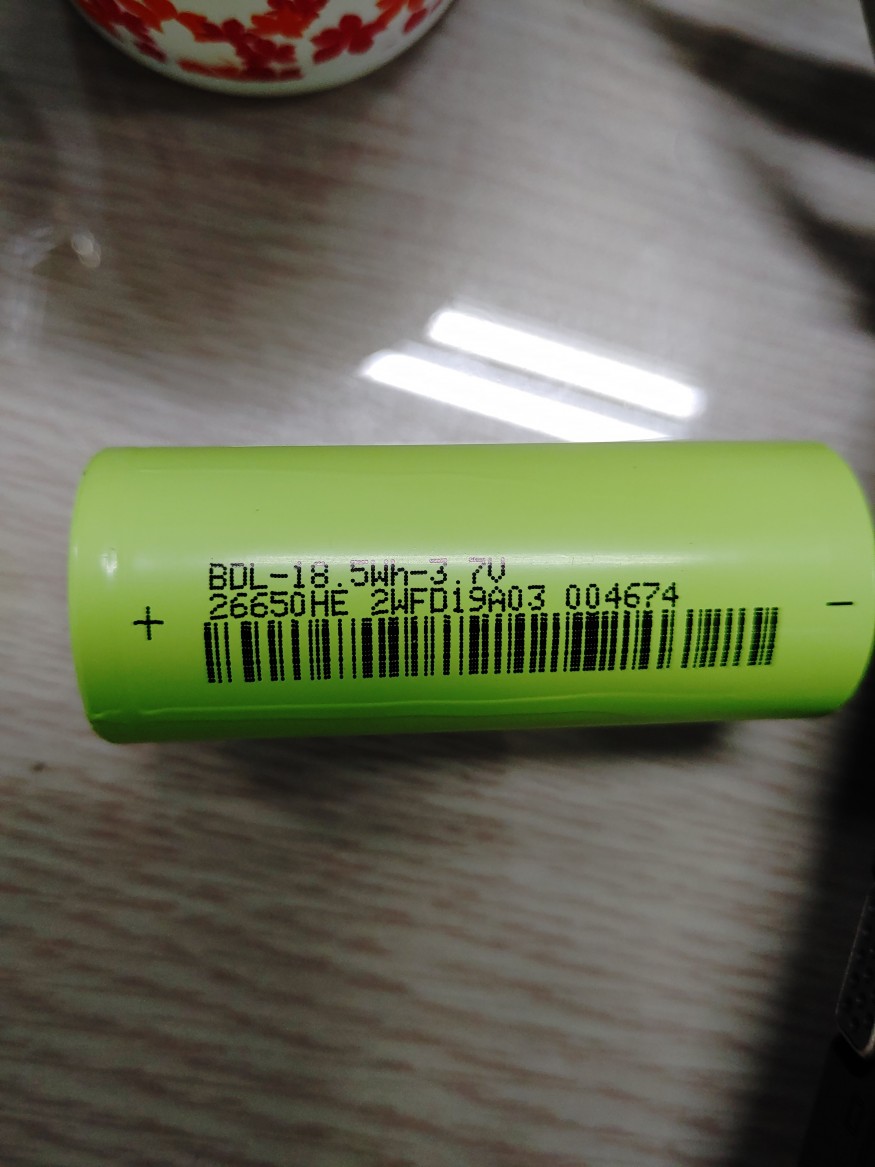 BDL-18.5Wh-3.7V
26650HE 2WFD19A03 004674
+
-